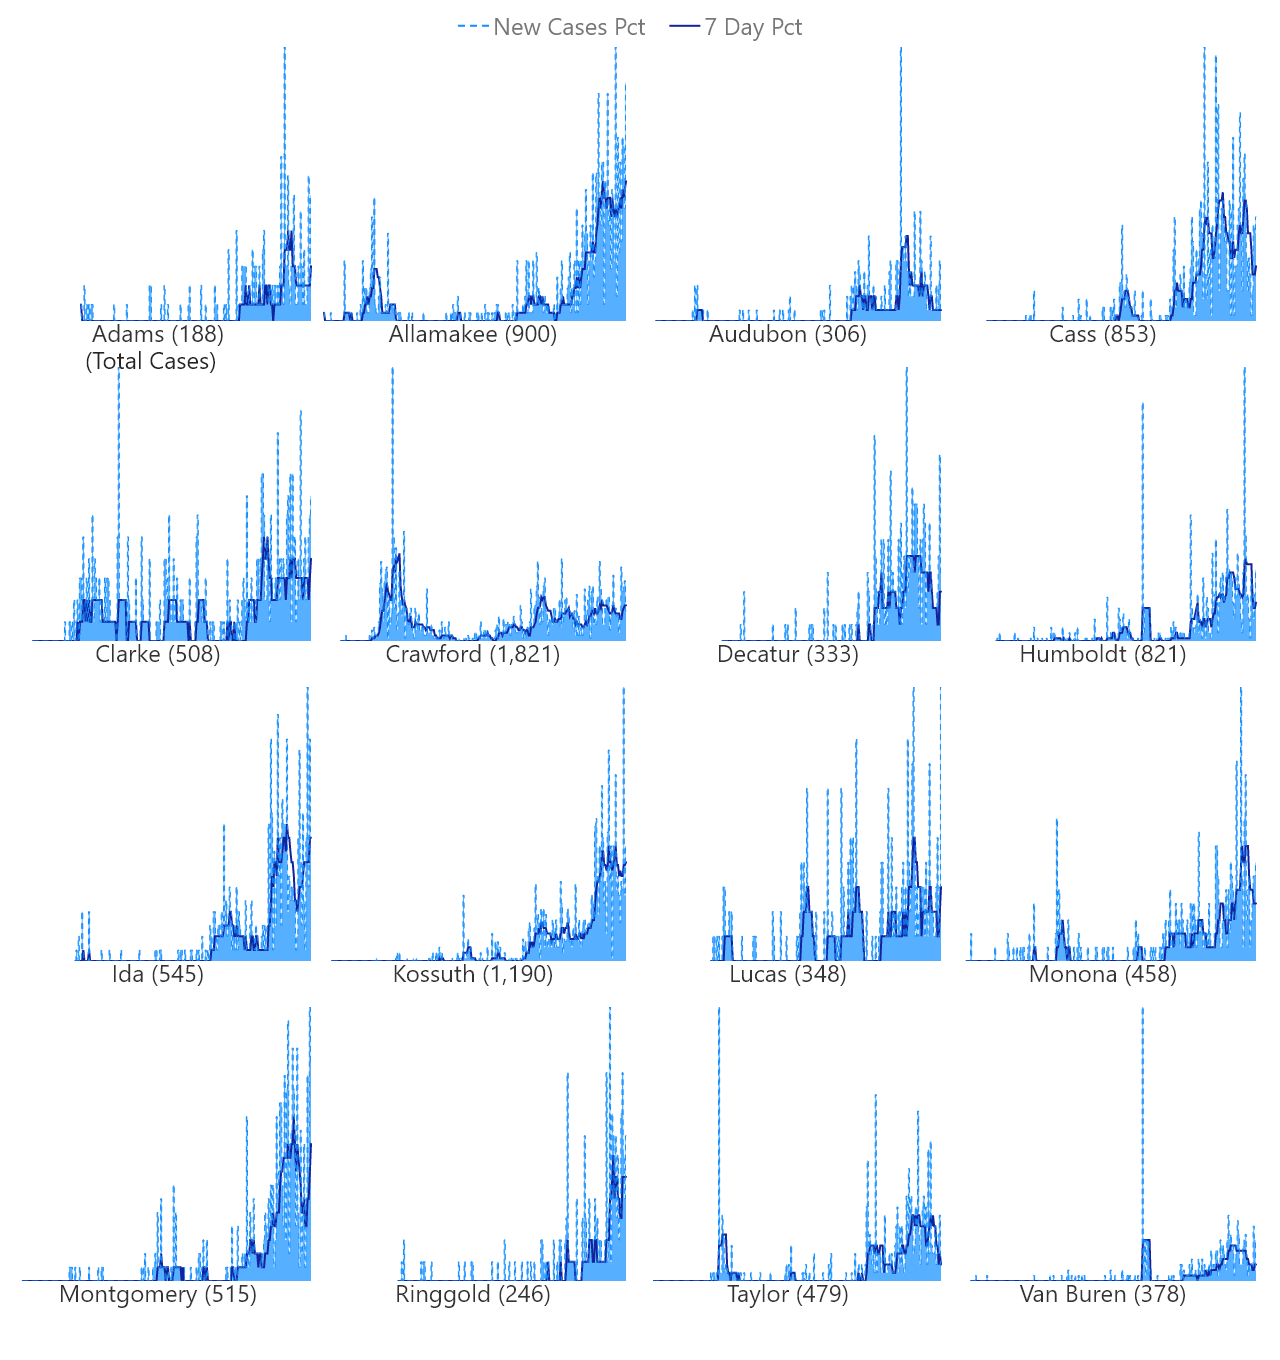 New Cases Pct 7 Day Pct
Adams (188) Allamakee (900) Audubon (306) Cass (853)
(Total Cases)
Clarke (508) Crawford (1,821) Decatur (333) Humboldt (821)
Ida (545) Kossuth (1,190) Lucas (348) Monona (458)
Montgomery (515) Ringgold (246) Taylor (479) Van Buren (378)